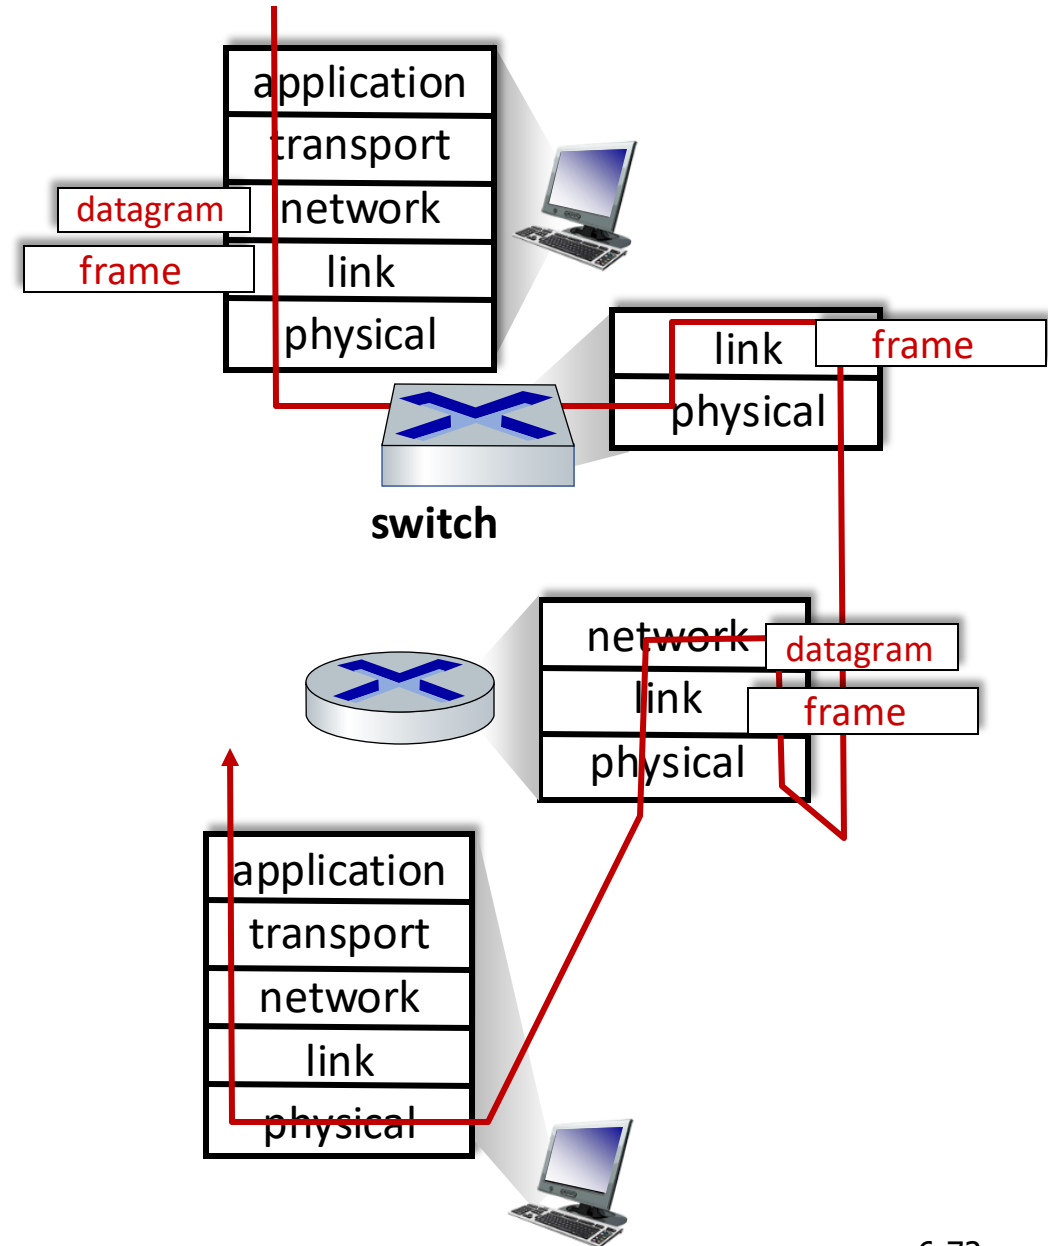 application
transport
datagram
network
frame
link
physical
link
frame
physical
switch
network
datagram
link
frame
physical
application
transport
network
link
physical